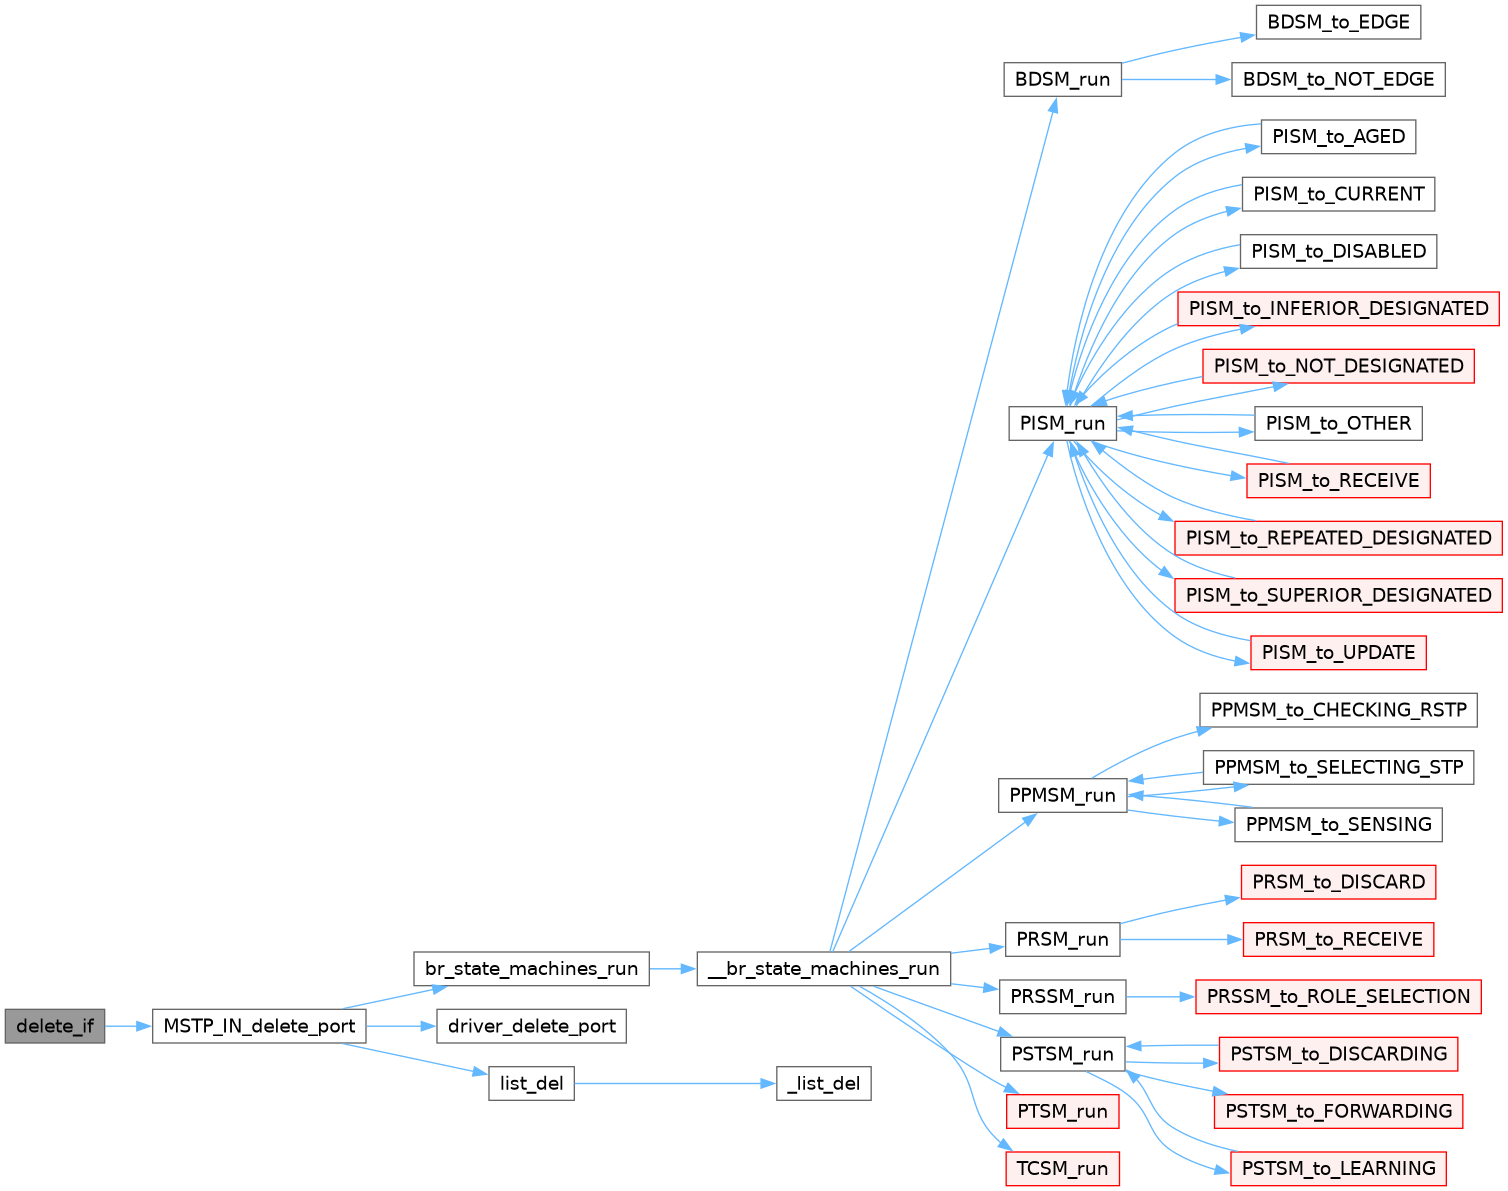 BDSM_to_EDGE
BDSM_run
BDSM_to_NOT_EDGE
PISM_to_AGED
PISM_to_CURRENT
PISM_to_DISABLED
PISM_to_INFERIOR_DESIGNATED
PISM_to_NOT_DESIGNATED
PISM_run
PISM_to_OTHER
PISM_to_RECEIVE
PISM_to_REPEATED_DESIGNATED
PISM_to_SUPERIOR_DESIGNATED
PISM_to_UPDATE
PPMSM_to_CHECKING_RSTP
PPMSM_to_SELECTING_STP
PPMSM_run
PPMSM_to_SENSING
PRSM_to_DISCARD
PRSM_run
PRSM_to_RECEIVE
br_state_machines_run
__br_state_machines_run
PRSSM_run
PRSSM_to_ROLE_SELECTION
delete_if
MSTP_IN_delete_port
driver_delete_port
PSTSM_run
PSTSM_to_DISCARDING
list_del
_list_del
PTSM_run
PSTSM_to_FORWARDING
TCSM_run
PSTSM_to_LEARNING